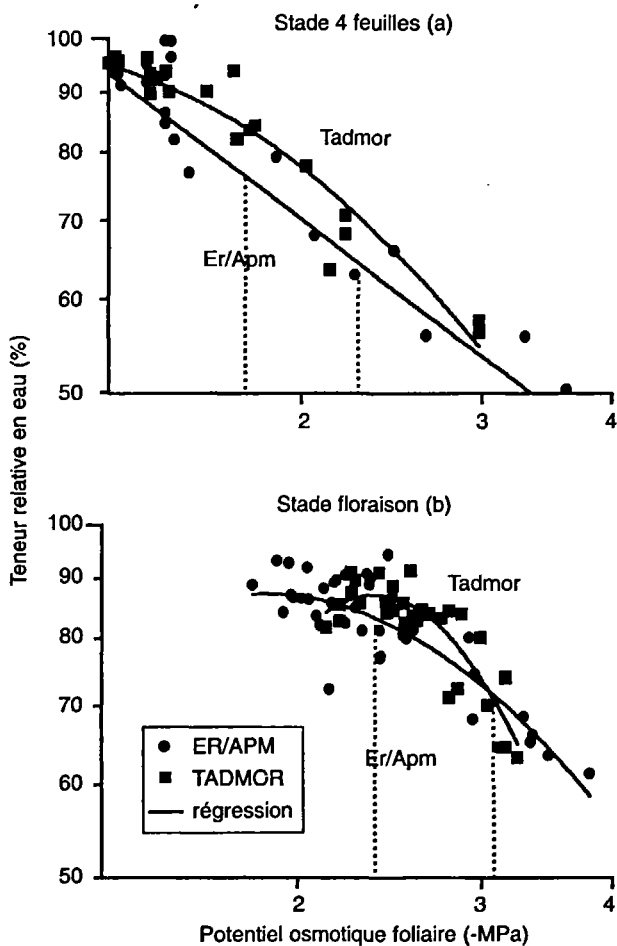 Stade 4 feuilles (a)
100
90
80
70
60
50
Tadmor
Er/Apm
2
3
4
Teneur relative en eau (%)
Stade floraison (b)
100
90
80
70
60
50
Tadmor
Er/Apm
ER/APM
TADMOR
régression
2
3
4
Potentiel osmotique foliaire (-MPa)